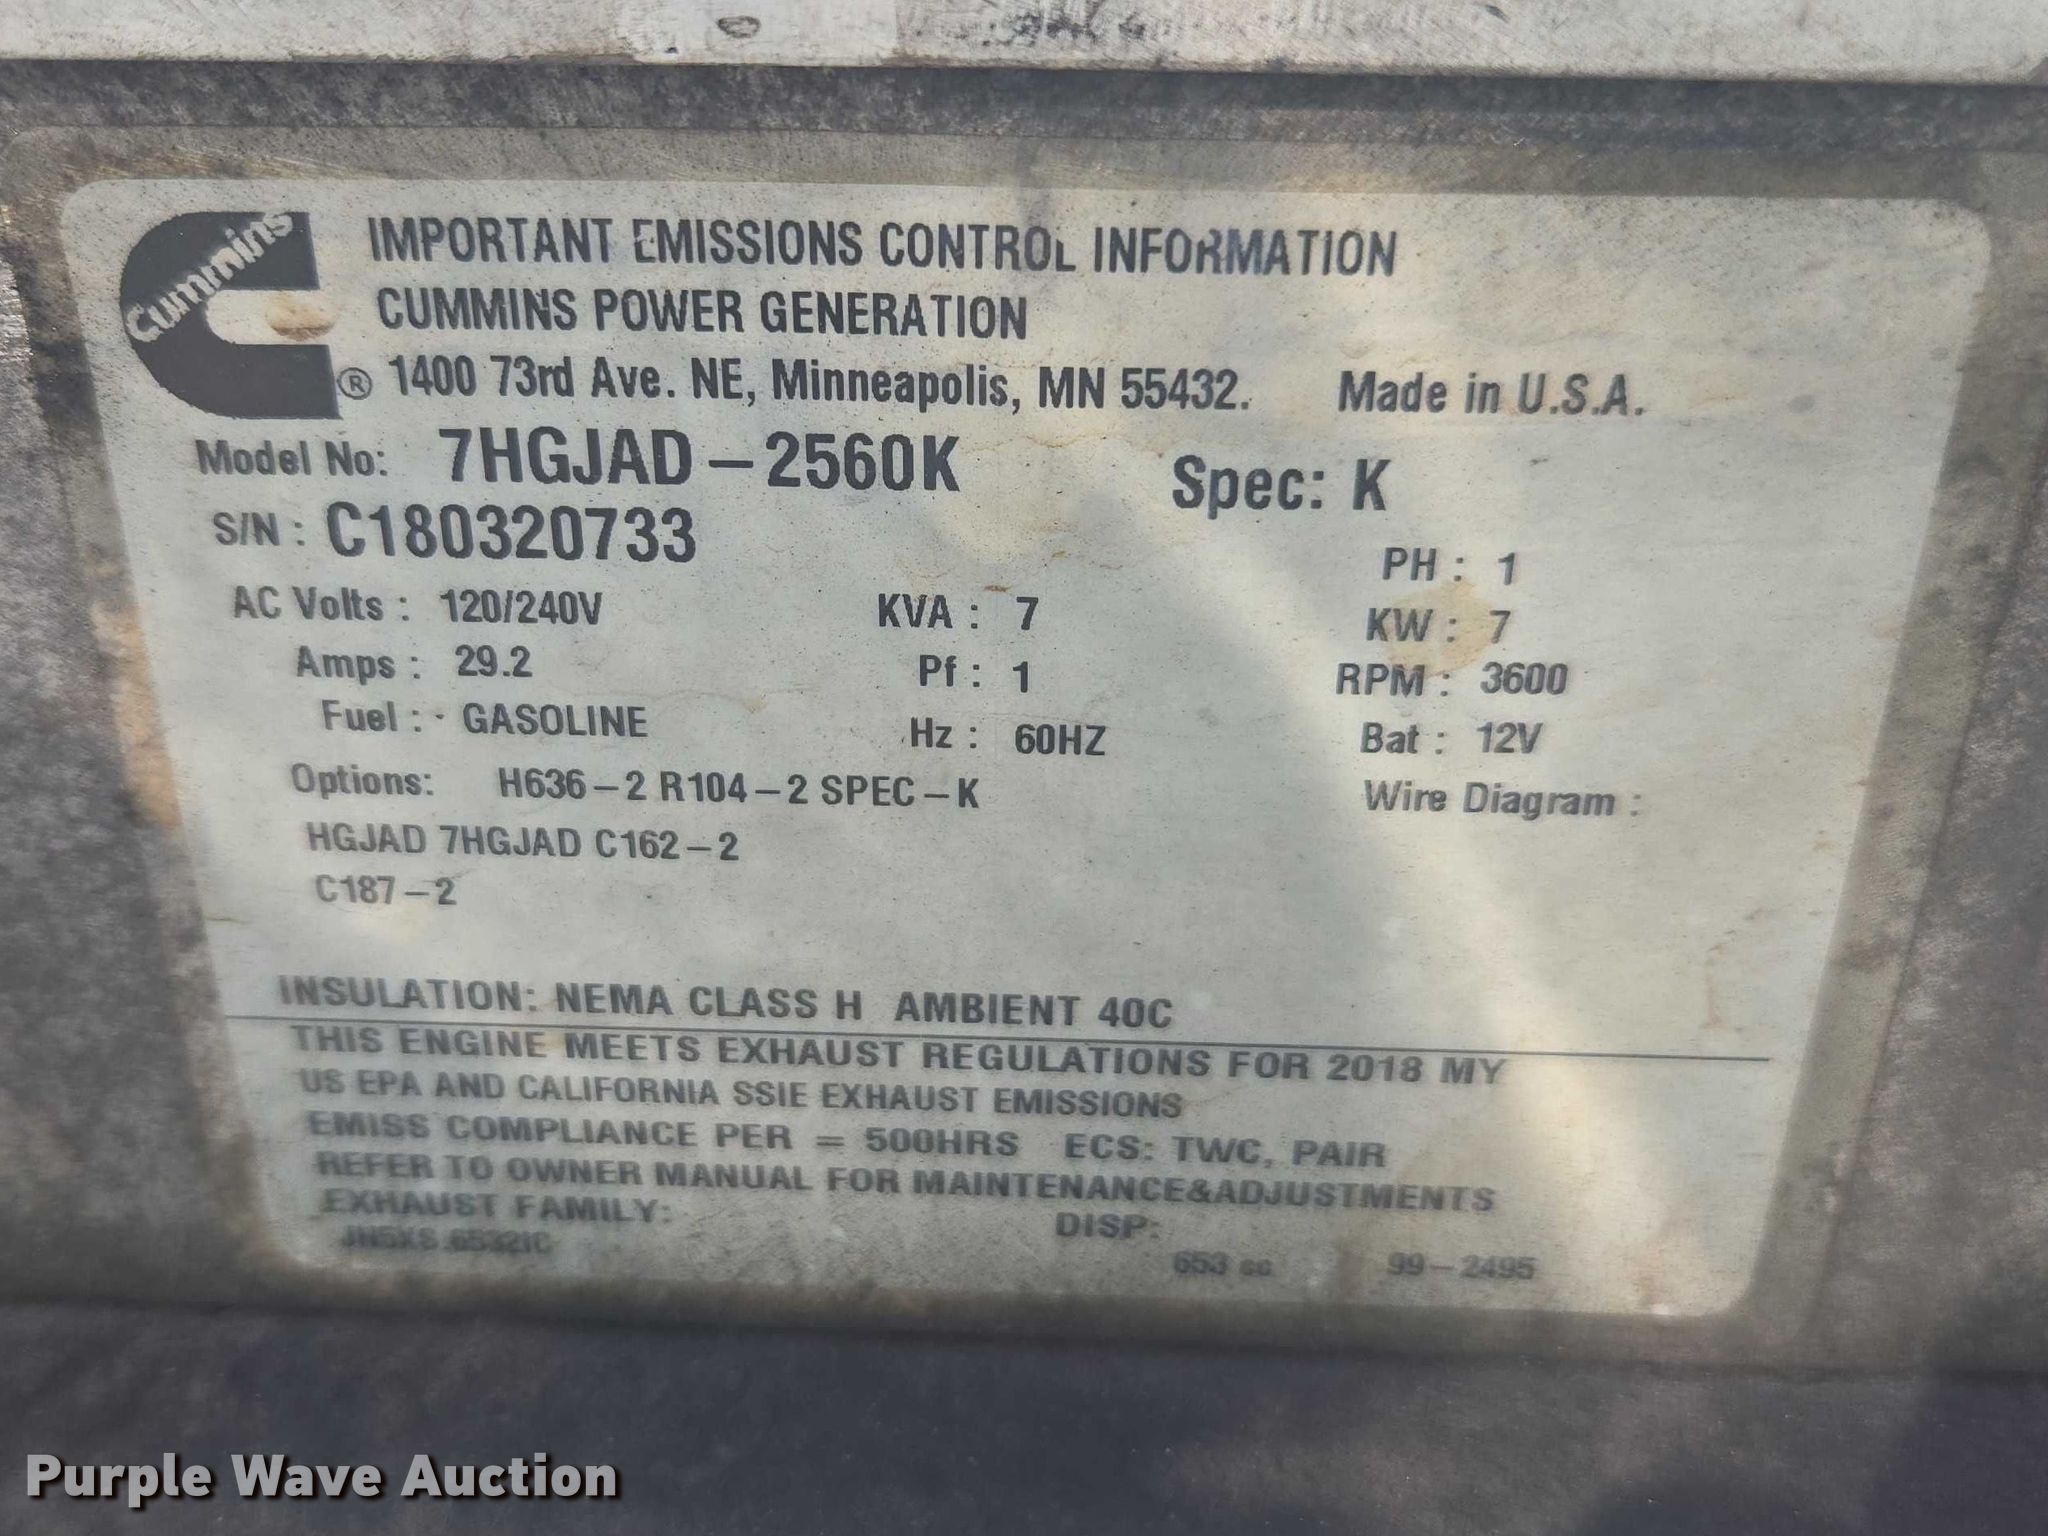 Cummins
®
IMPORTANT EMISSIONS CONTROL INFORMATION
CUMMINS POWER GENERATION
1400 73rd Ave. NE, Minneapolis, MN 55432. Made in U.S.A.
Model No: 7HGJAD-2560K Spec: K
S/N : C180320733
PH : 1
AC Volts : 120/240V KVA : 7 KW : 7
Amps : 29.2 Pf : 1 RPM : 3600
Fuel : GASOLINE Hz : 60HZ Bat : 12V
Options: H636-2 R104-2 SPEC-K Wire Diagram :
HGJAD 7HGJAD C162-2
C187-2
INSULATION: NEMA CLASS H AMBIENT 40C
THIS ENGINE MEETS EXHAUST REGULATIONS FOR 2018 MY
US EPA AND CALIFORNIA SSIE EXHAUST EMISSIONS
EMISS COMPLIANCE PER = 500HRS ECS: TWC, PAIR
REFER TO OWNER MANUAL FOR MAINTENANCE&ADJUSTMENTS
EXHAUST FAMILY: DISP:
653 cc 99-2495
Purple Wave Auction